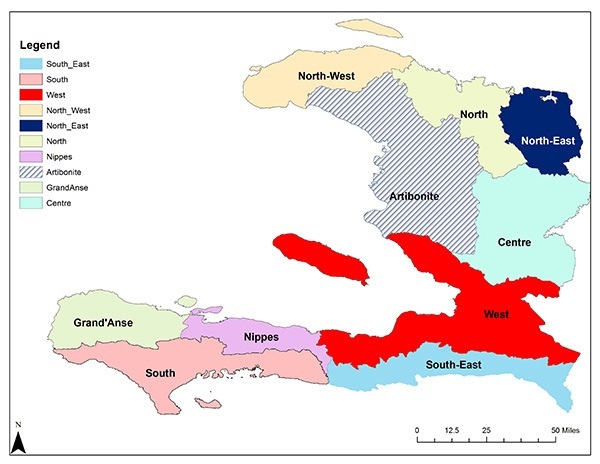 Legend
South_East
South
West
North_West
North_East
North
Nippes
Artibonite
GrandAnse
Centre
North-West
North
North-East
Artibonite
Centre
West
Grand'Anse
Nippes
South
South-East
N
0 12.5 25 50 Miles